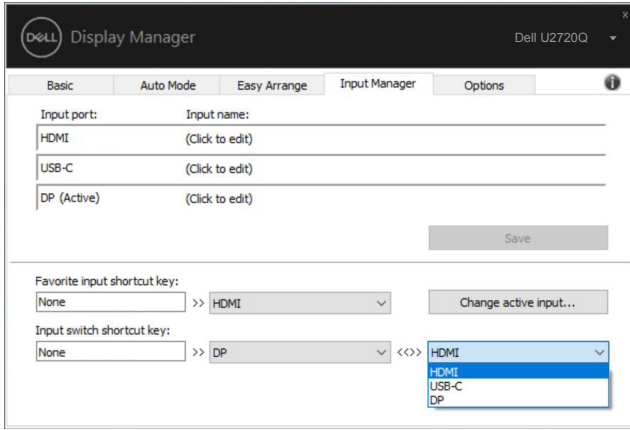 DELL Display Manager
Dell U2720Q
x
Basic Auto Mode Easy Arrange Input Manager Options i
Input port: Input name:
HDMI (Click to edit)
USB-C (Click to edit)
DP (Active) (Click to edit)
Save
Favorite input shortcut key:
None >> HDMI Change active input...
Input switch shortcut key:
None >> DP <<>> HDMI
HDMI
USB-C
DP